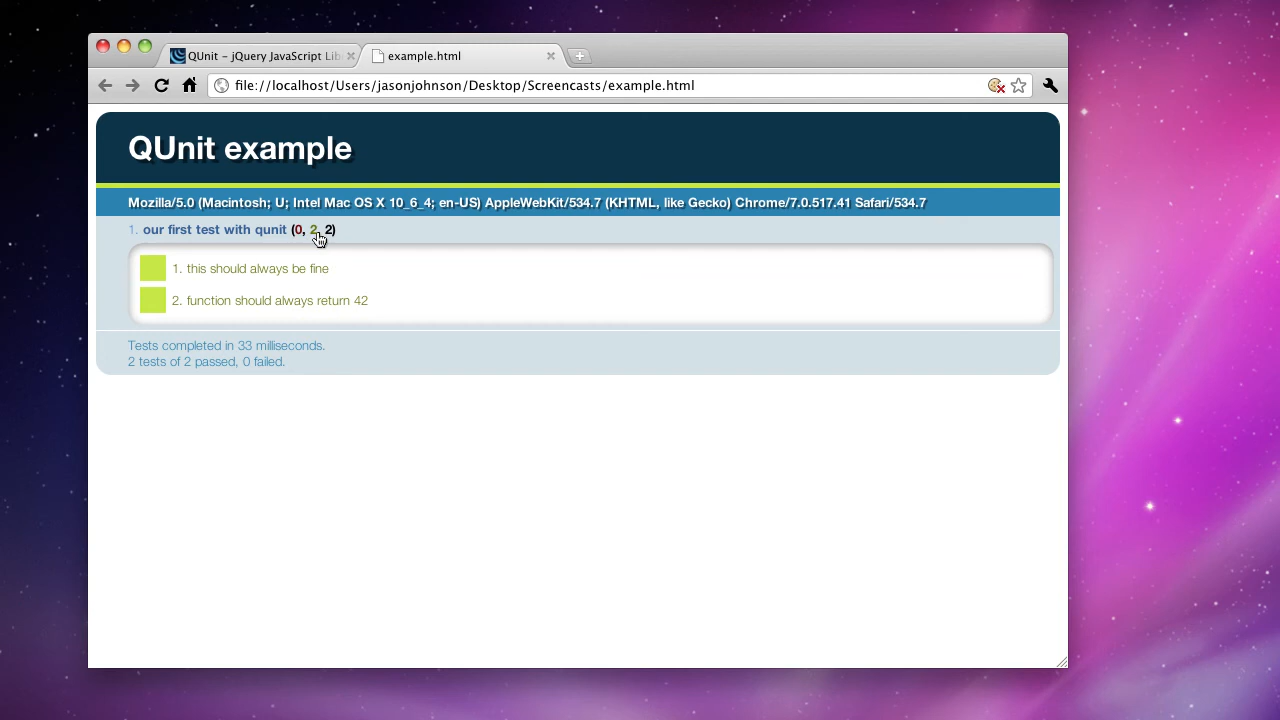 QUnit - jQuery JavaScript Lib
example.html
file://localhost/Users/jasonjohnson/Desktop/Screencasts/example.html
QUnit example
Mozilla/5.0 (Macintosh; U; Intel Mac OS X 10_6_4; en-US) AppleWebKit/534.7 (KHTML, like Gecko) Chrome/7.0.517.41 Safari/534.7
1. our first test with qunit (0, 2, 2)
1. this should always be fine
2. function should always return 42
Tests completed in 33 milliseconds.
2 tests of 2 passed, 0 failed.